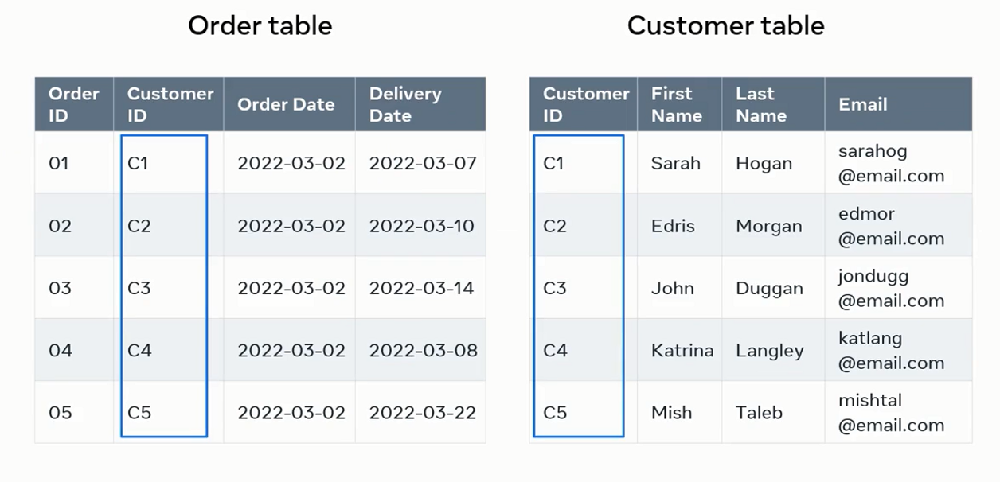 Order table
Order ID Customer ID Order Date Delivery Date
01 C1 2022-03-02 2022-03-07
02 C2 2022-03-02 2022-03-10
03 C3 2022-03-02 2022-03-14
04 C4 2022-03-02 2022-03-08
05 C5 2022-03-02 2022-03-22
Customer table
Customer ID First Name Last Name Email
C1 Sarah Hogan sarahog
@email.com
C2 Edris Morgan edmor
@email.com
C3 John Duggan jondugg
@email.com
C4 Katrina Langley katlang
@email.com
C5 Mish Taleb mishtal
@email.com